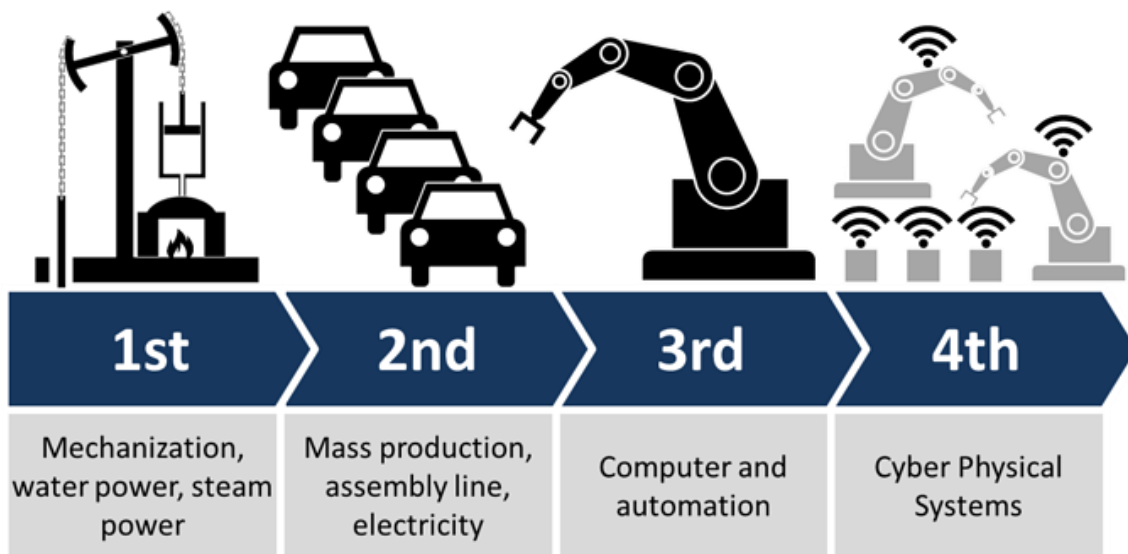 1st
2nd
3rd
4th
Mechanization,
water power, steam
power
Mass production,
assembly line,
electricity
Computer and
automation
Cyber Physical
Systems